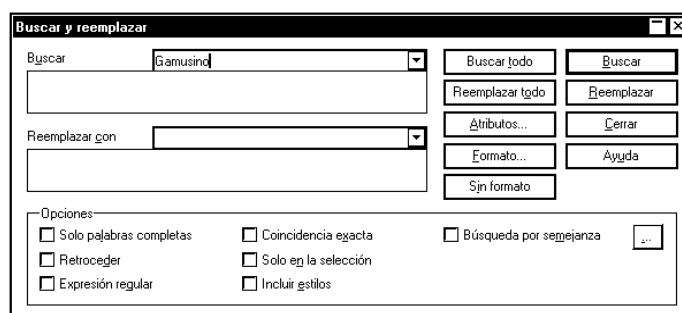 Buscar y reemplazar
Buscar
Gamusino
Buscar todo
Buscar
Reemplazar todo
Reemplazar
Reemplazar con
Atributos...
Cerrar
Formato...
Ayuda
Sin formato
Opciones
Solo palabras completas
Coincidencia exacta
Búsqueda por semejanza
...
Retroceder
Solo en la selección
Expresión regular
Incluir estilos